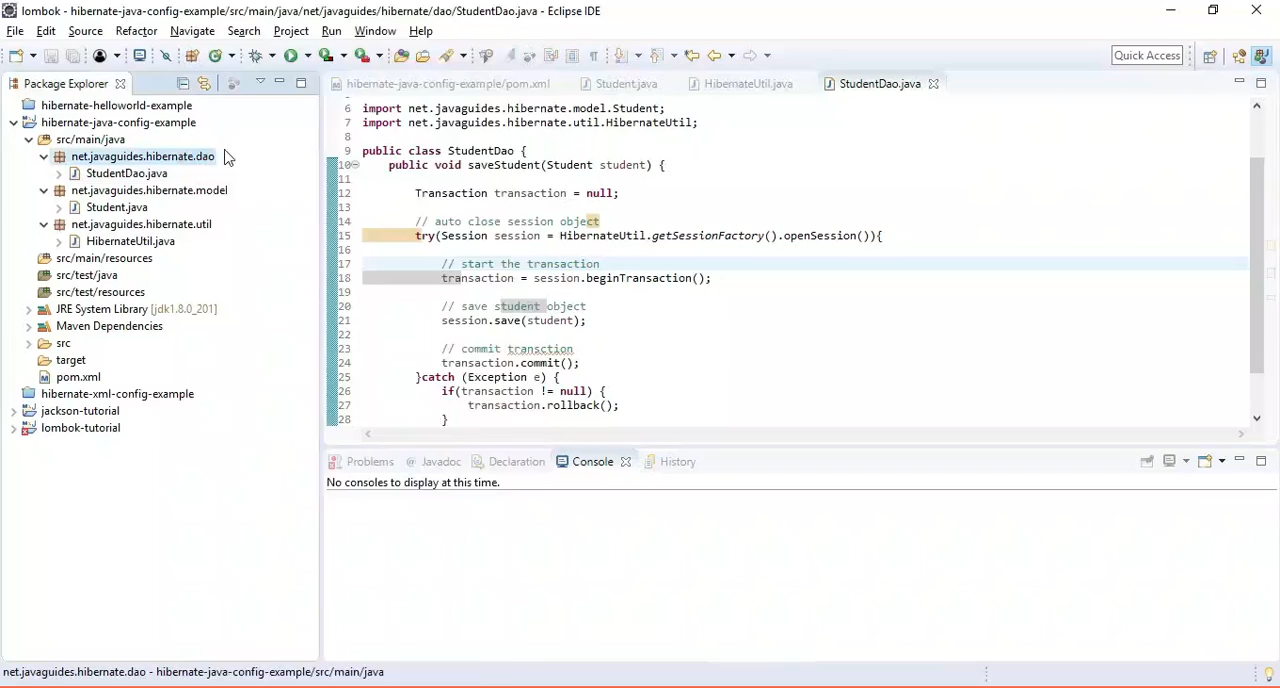 lombok - hibernate-java-config-example/src/main/java/net/javaguides/hibernate/dao/StudentDao.java - Eclipse IDE
File Edit Source Refactor Navigate Search Project Run Window Help
Quick Access
Package Explorer
hibernate-helloworld-example
hibernate-java-config-example
src/main/java
net.javaguides.hibernate.dao
StudentDao.java
net.javaguides.hibernate.model
Student.java
net.javaguides.hibernate.util
HibernateUtil.java
src/main/resources
src/test/java
src/test/resources
JRE System Library [jdk1.8.0_201]
Maven Dependencies
src
target
pom.xml
hibernate-xml-config-example
jackson-tutorial
lombok-tutorial
hibernate-java-config-example/pom.xml Student.java HibernateUtil.java StudentDao.java
6 import net.javaguides.hibernate.model.Student;
7 import net.javaguides.hibernate.util.HibernateUtil;
8
9 public class StudentDao {
10 public void saveStudent(Student student) {
11
12 Transaction transaction = null;
13
14 // auto close session object
15 try(Session session = HibernateUtil.getSessionFactory().openSession()){
16
17 // start the transaction
18 transaction = session.beginTransaction();
19
20 // save student object
21 session.save(student);
22
23 // commit transction
24 transaction.commit();
25 }catch (Exception e) {
26 if(transaction != null) {
27 transaction.rollback();
28 }
Problems @ Javadoc Declaration Console History
No consoles to display at this time.
net.javaguides.hibernate.dao - hibernate-java-config-example/src/main/java